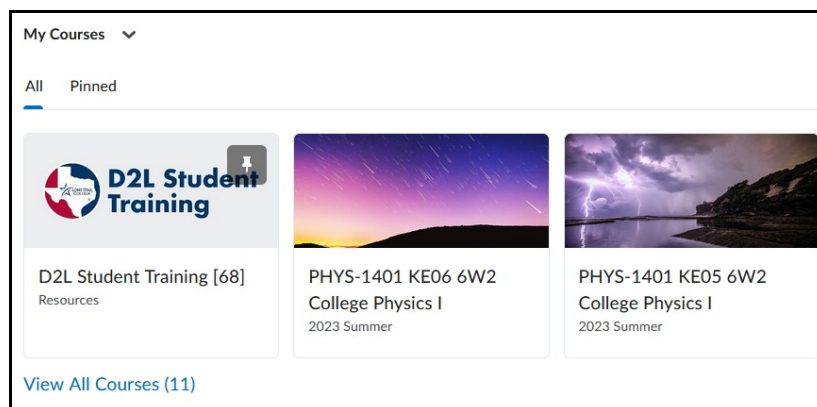 My Courses
All Pinned
D2L Student
Training
D2L Student Training [68]
Resources
PHYS-1401 KE06 6W2
College Physics I
2023 Summer
PHYS-1401 KE05 6W2
College Physics I
2023 Summer
View All Courses (11)